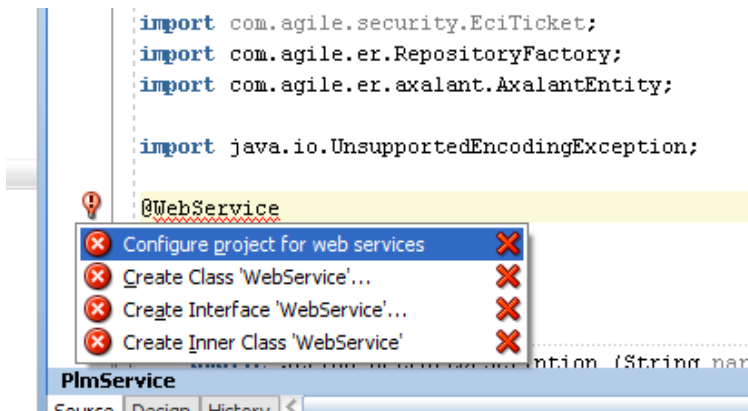 import com.agile.security.EciTicket;
import com.agile.er.RepositoryFactory;
import com.agile.er.axalant.AxalantEntity;
import java.io.UnsupportedEncodingException;
@WebService
Configure project for web services
Create Class 'WebService'...
Create Interface 'WebService'...
Create Inner Class 'WebService'
(String
PlmService
Source Design History